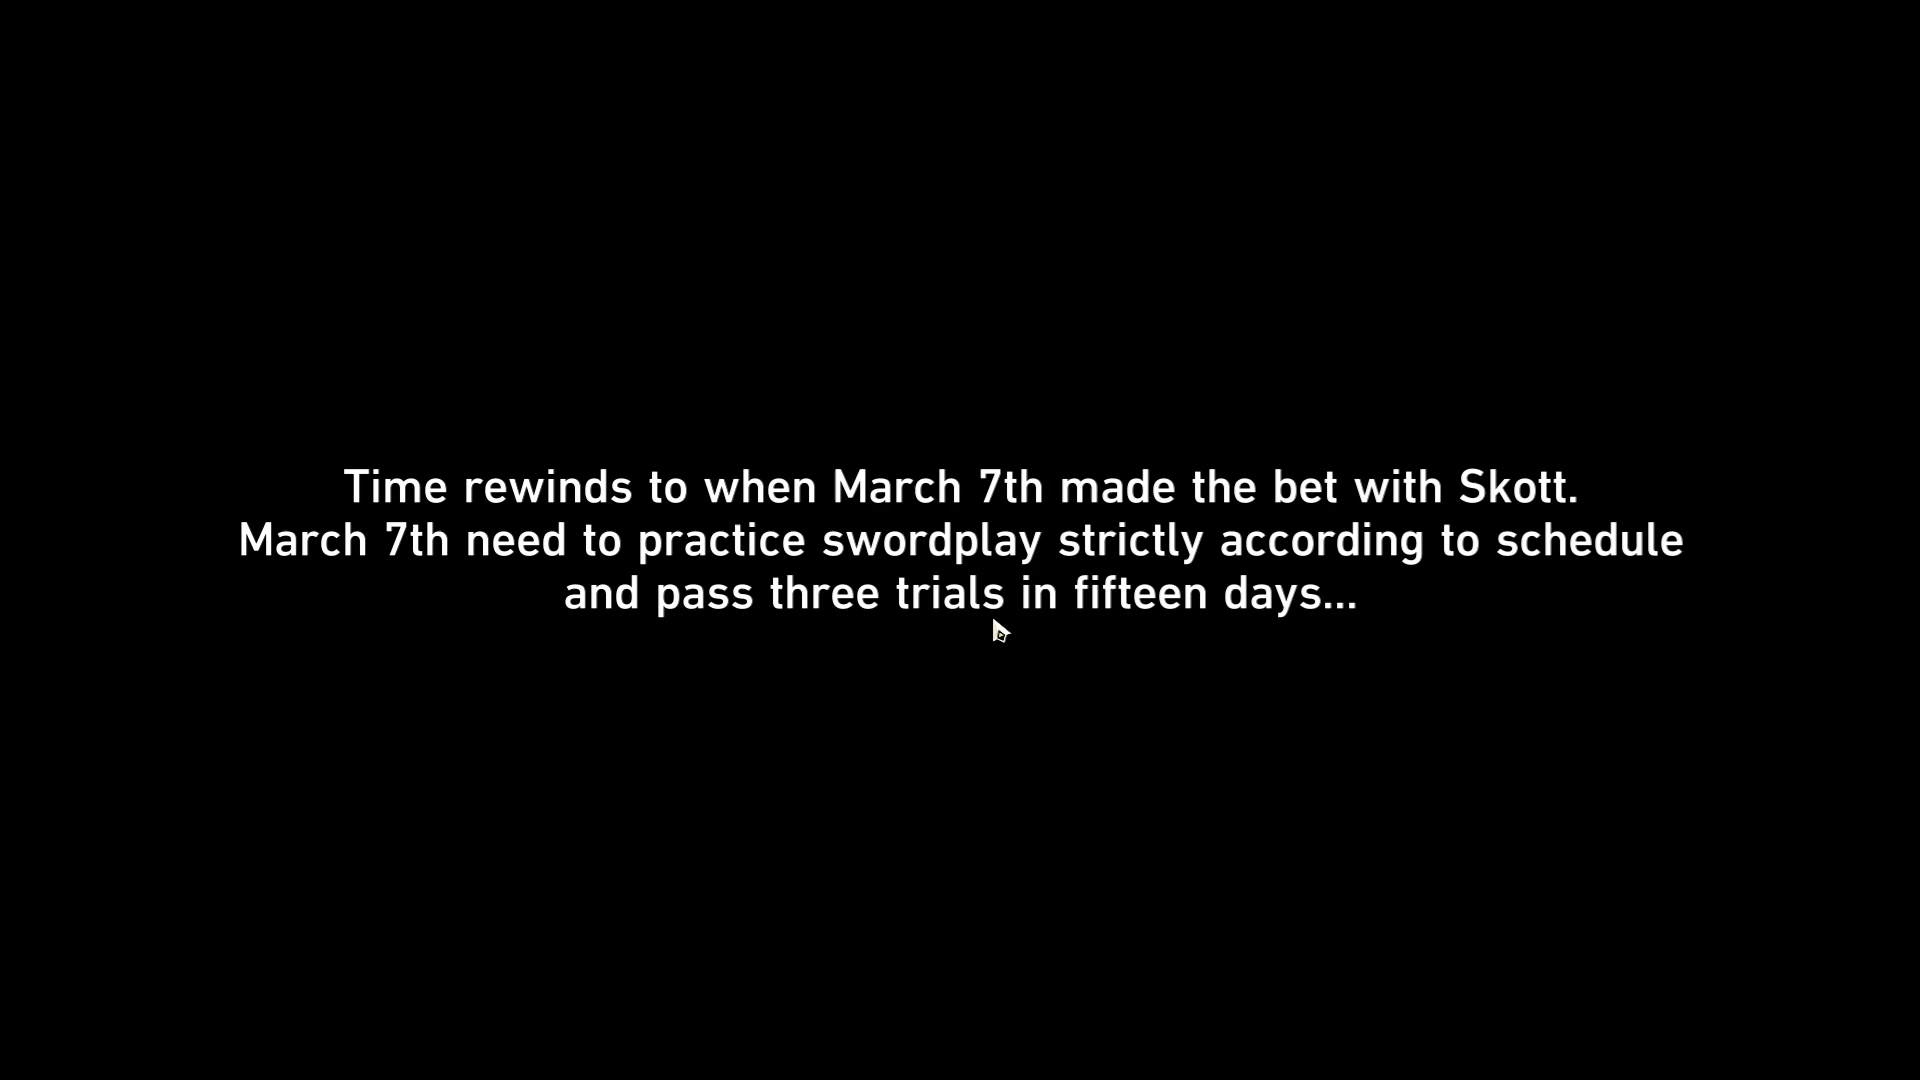 Time rewinds to when March 7th made the bet with Skott.
March 7th need to practice swordplay strictly according to schedule
and pass three trials in fifteen days...